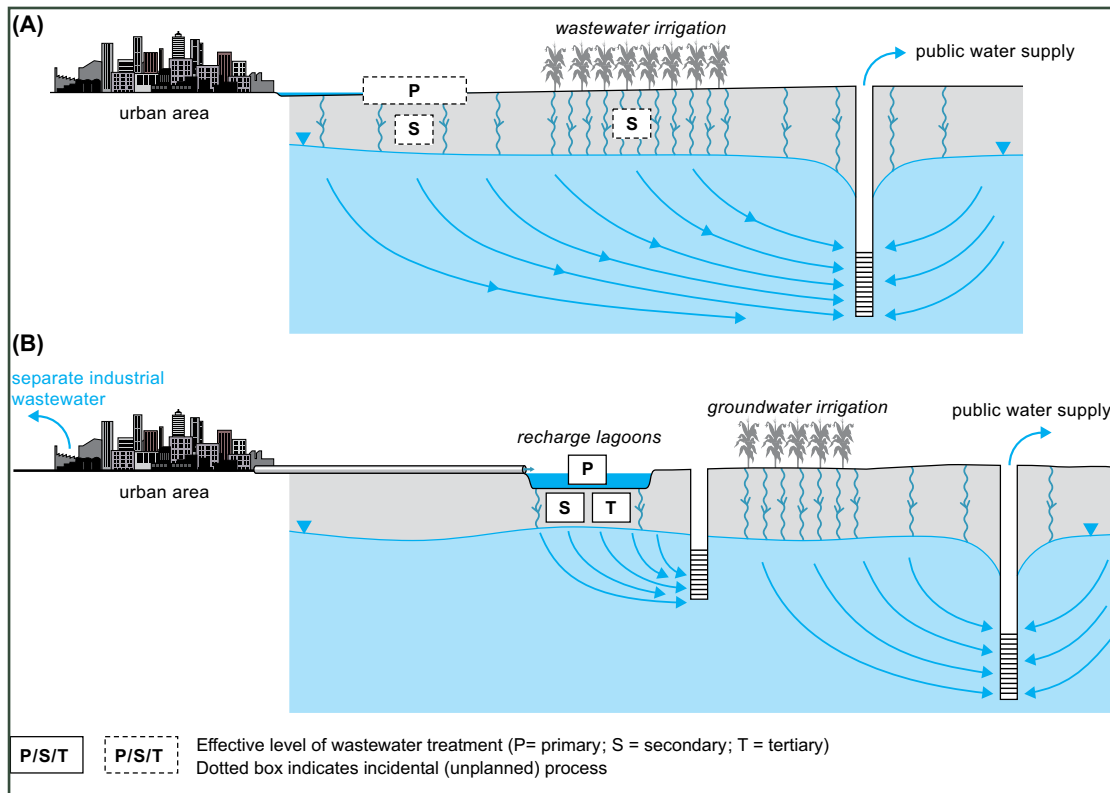 (A)
wastewater irrigation
public water supply
P
urban area
S
S
(B)
separate industrial
wastewater
groundwater irrigation
public water supply
recharge lagoons
P
urban area
S
T
P/S/T
P/S/T
Effective level of wastewater treatment (P= primary; S = secondary; T = tertiary)
Dotted box indicates incidental (unplanned) process